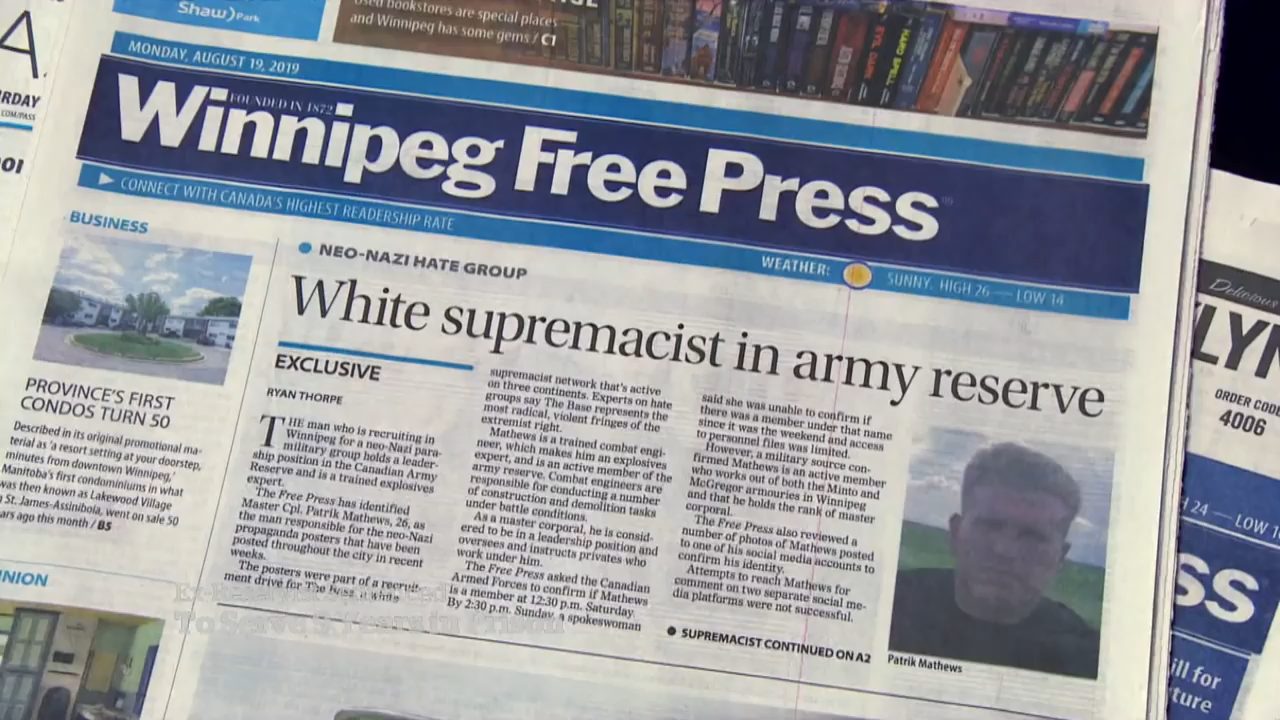 Shaw) Park
Used bookstores are special places
and Winnipeg has some gems / C1
MONDAY, AUGUST 19, 2019
FOUNDED IN 1872
Winnipeg Free Press
CONNECT WITH CANADA'S HIGHEST READERSHIP RATE
WEATHER: SUNNY. HIGH 26 — LOW 14
BUSINESS
PROVINCE'S FIRST
CONDOS TURN 50
Described in its original promotional ma-
terial as 'a resort setting at your doorstep,
minutes from downtown Winnipeg,'
Manitoba's first condominiums in what
was then known as Lakewood Village
St. James-Assiniboia, went on sale 50
ars ago this month / B5
NION
NEO-NAZI HATE GROUP
White supremacist in army reserve
EXCLUSIVE
RYAN THORPE
THE man who is recruiting in
Winnipeg for a neo-Nazi para-
military group holds a leader-
ship position in the Canadian Army
Reserve and is a trained explosives
expert.
The Free Press has identified
Master Cpl. Patrik Mathews, 26, as
the man responsible for the neo-Nazi
propaganda posters that have been
posted throughout the city in recent
weeks.
The posters were part of a recruit-
ment drive for The Base, a white
supremacist network that's active
on three continents. Experts on hate
groups say The Base represents the
most radical, violent fringes of the
extremist right.
Mathews is a trained combat engi-
neer, which makes him an explosives
expert, and is an active member of the
army reserve. Combat engineers are
responsible for conducting a number
of construction and demolition tasks
under battle conditions.
As a master corporal, he is consid-
ered to be in a leadership position and
oversees and instructs privates who
work under him.
The Free Press asked the Canadian
Armed Forces to confirm if Mathews
is a member at 12:30 p.m. Saturday.
By 2:30 p.m. Sunday, a spokeswoman
said she was unable to confirm if
there was a member under that name
since it was the weekend and access
to personnel files was limited.
However, a military source con-
firmed Mathews is an active member
who works out of both the Minto and
McGregor armouries in Winnipeg
and that he holds the rank of master
corporal.
The Free Press also reviewed a
number of photos of Mathews posted
to one of his social media accounts to
confirm his identity.
Attempts to reach Mathews for
comment on two separate social me-
dia platforms were not successful.
SUPREMACIST CONTINUED ON A2
Patrik Mathews
To Serve 9 Years in Prison
Delicious
LYN
ORDER CODE
4006
H 24 — LOW 1
SS
ill for
ture